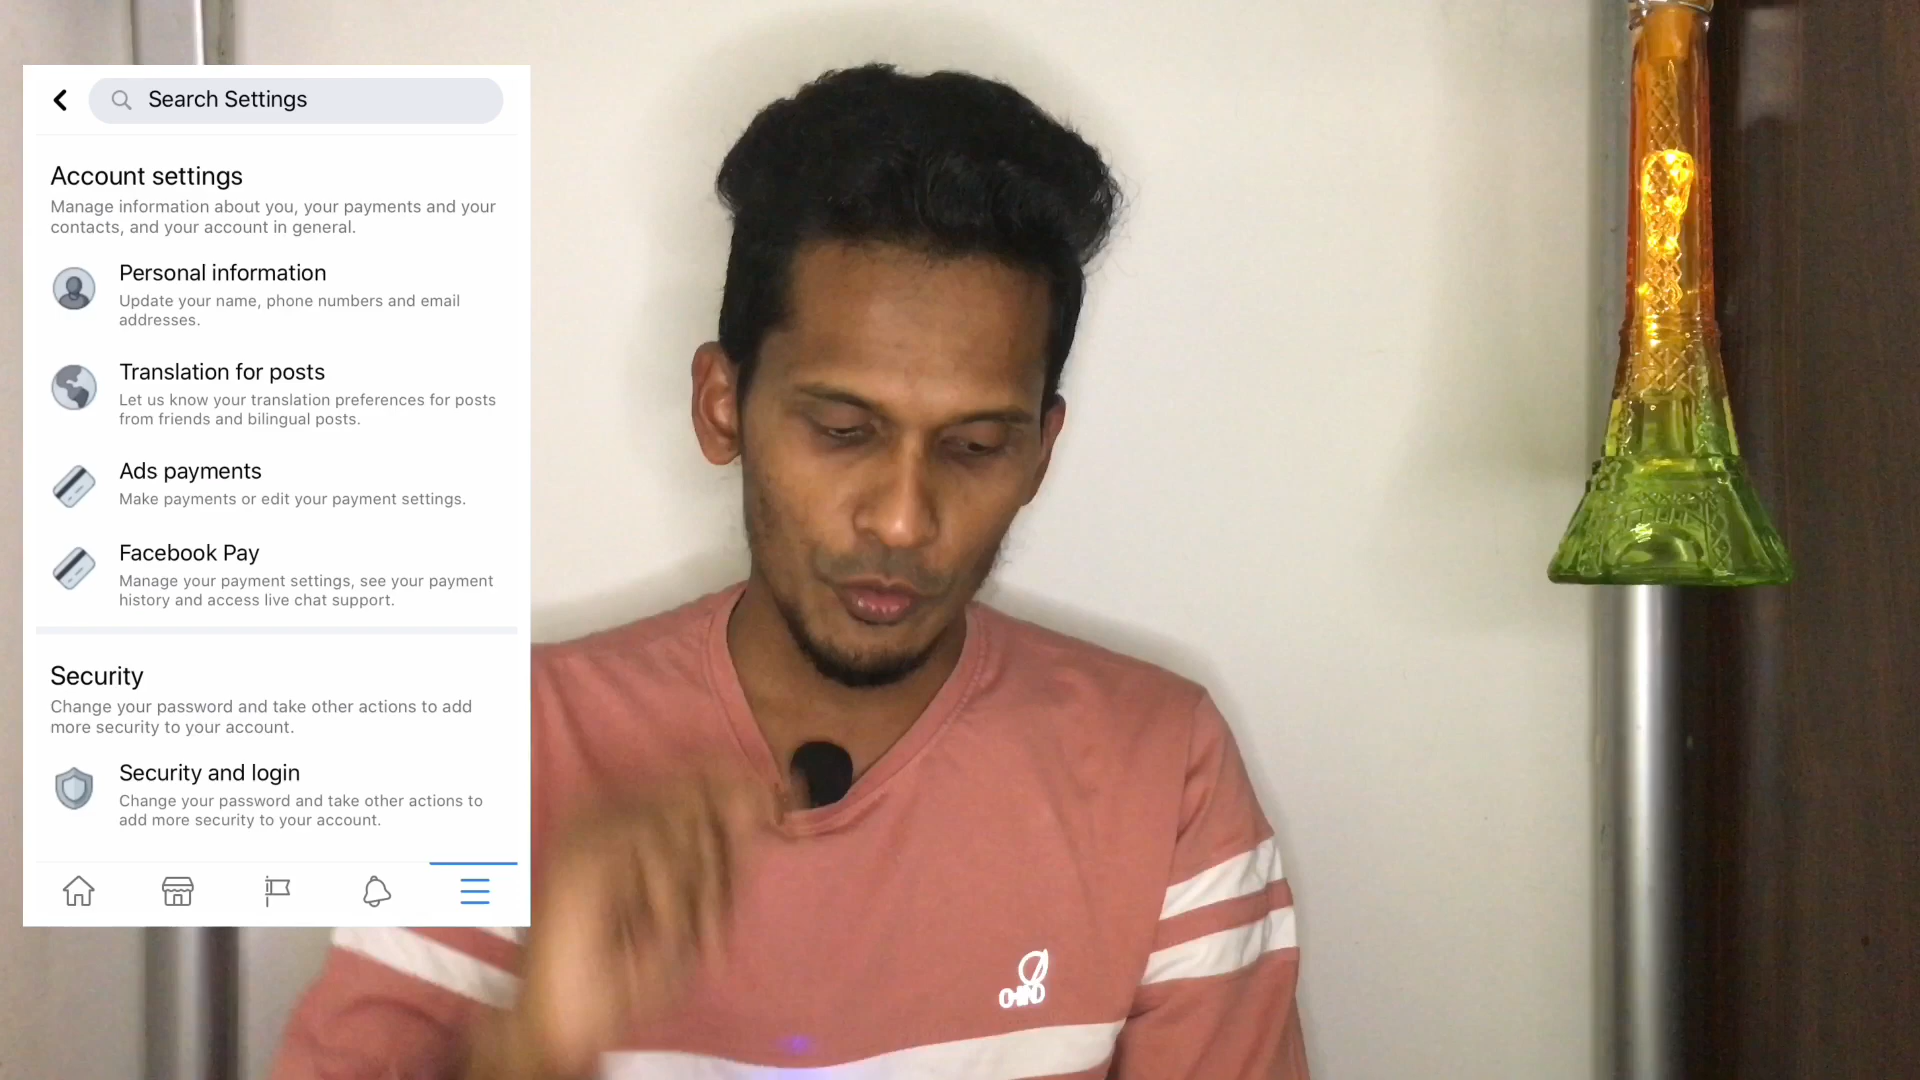 Search Settings
Account settings
Manage information about you, your payments and your
contacts, and your account in general.
Personal information
Update your name, phone numbers and email
addresses.
Translation for posts
Let us know your translation preferences for posts
from friends and bilingual posts.
Ads payments
Make payments or edit your payment settings.
Facebook Pay
Manage your payment settings, see your payment
history and access live chat support.
Security
Change your password and take other actions to add
more security to your account.
Security and login
Change your password and take other actions to
add more security to your account.